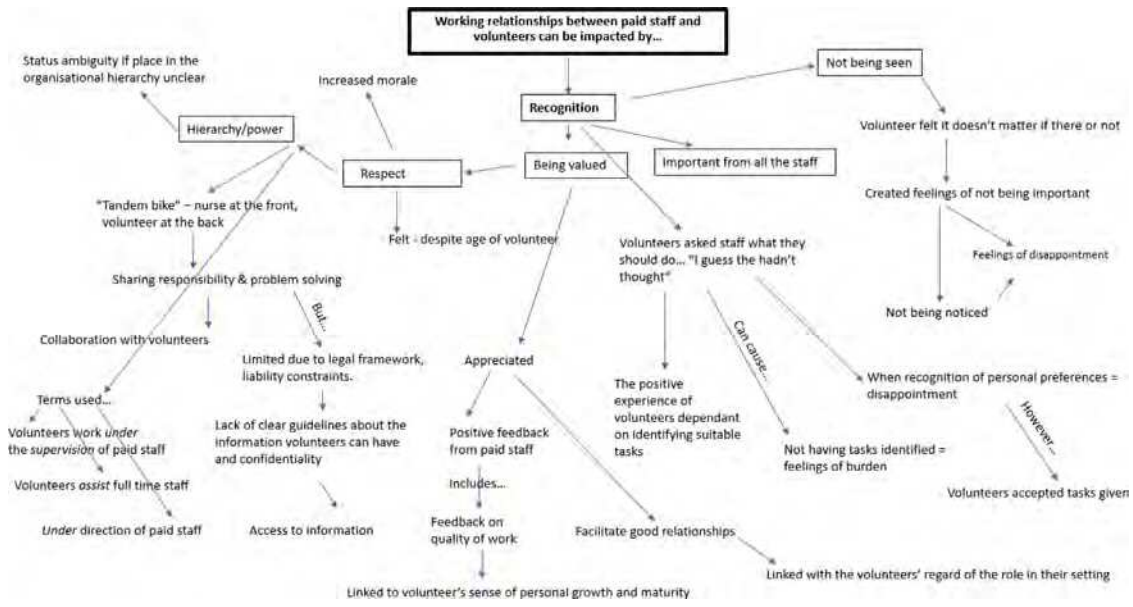 Working relationships between paid staff and
volunteers can be impacted by...
Status ambiguity if place in the
organisational hierarchy unclear
Increased morale
Not being seen
Recognition
Hierarchy/power
Volunteer felt it doesn't matter if there or not
Respect
Being valued
Important from all the staff
Created feelings of not being important
"Tandem bike" – nurse at the front,
volunteer at the back
Felt - despite age of volunteer
Volunteers asked staff what they
should do... "I guess the hadn't
thought"
Feelings of disappointment
Sharing responsibility & problem solving
Not being noticed
But...
Collaboration with volunteers
Can cause...
Limited due to legal framework,
liability constraints.
Appreciated
When recognition of personal preferences =
disappointment
Terms used...
The positive
experience of
volunteers dependant
on identifying suitable
tasks
However...
Volunteers work under
the supervision of paid staff
Lack of clear guidelines about the
information volunteers can have
and confidentiality
Positive feedback
from paid staff
Not having tasks identified =
feelings of burden
Volunteers assist full time staff
Includes...
Volunteers accepted tasks given
Under direction of paid staff
Access to information
Feedback on
quality of work
Facilitate good relationships
Linked with the volunteers' regard of the role in their setting
Linked to volunteer's sense of personal growth and maturity